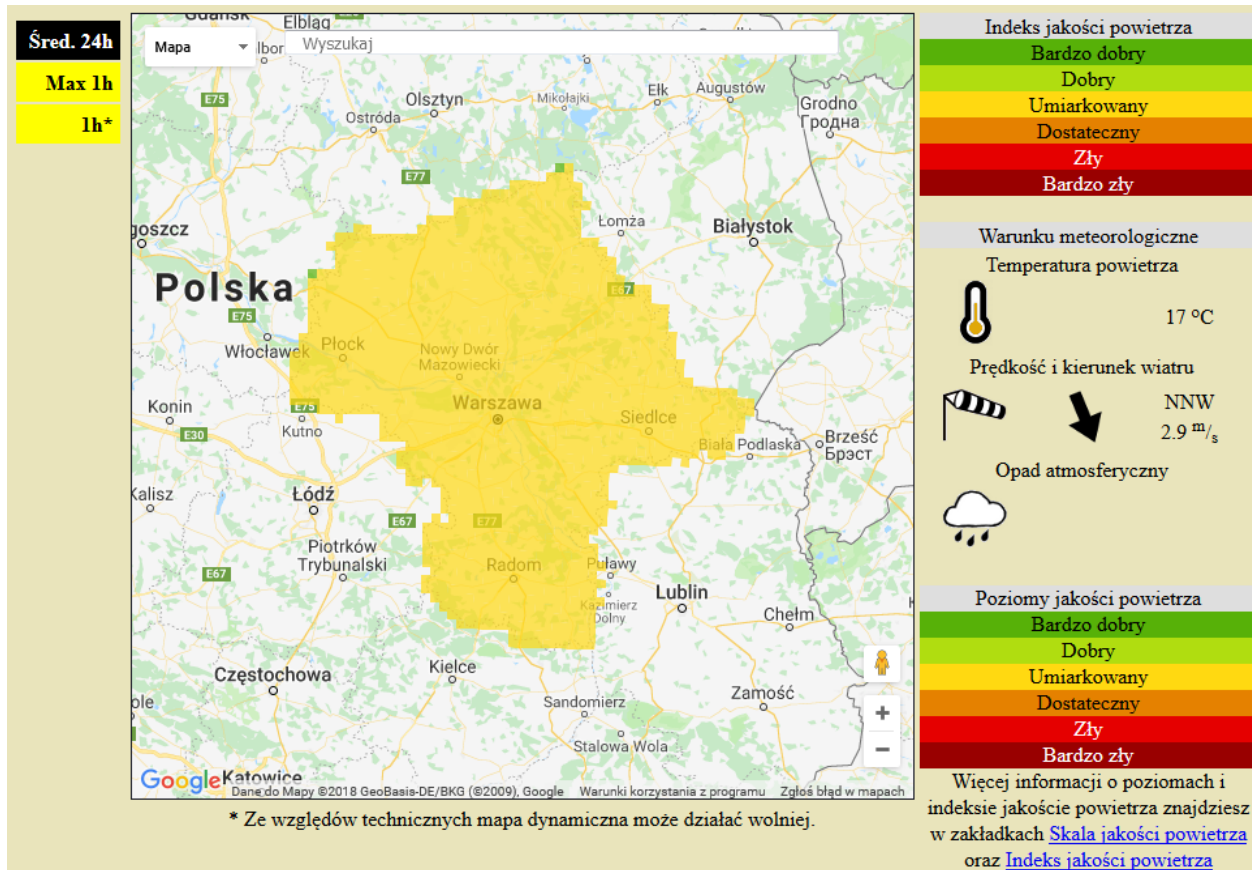 Śred. 24h
Max 1h
1h*
Mapa
Wyszukaj
Gdańsk
Elbląg
E75
Olsztyn
Mikołajki
Ełk
Augustów
Grodno
Гродна
Ostróda
E77
Łomża
Białystok
goszcz
Polska
E67
E75
Włocławek
Płock
Nowy Dwór
Mazowiecki
Konin
E75
Warszawa
Siedlce
E30
Kutno
Biała Podlaska
Brześć
Брэст
Kalisz
Łódź
E67
E77
Piotrków
Trybunalski
E67
Radom
Puławy
Kazimierz
Dolny
Lublin
Chełm
Częstochowa
Kielce
ole
Sandomierz
Zamość
Stalowa Wola
Google
Katowice
Dane do Mapy ©2018 GeoBasis-DE/BKG (©2009), Google Warunki korzystania z programu Zgłoś błąd w mapach
* Ze względów technicznych mapa dynamiczna może działać wolniej.
Indeks jakości powietrza
Bardzo dobry
Dobry
Umiarkowany
Dostateczny
Zły
Bardzo zły
Warunku meteorologiczne
Temperatura powietrza
17 °C
Prędkość i kierunek wiatru
NNW
2.9 m/s
Opad atmosferyczny
Poziomy jakości powietrza
Bardzo dobry
Dobry
Umiarkowany
Dostateczny
Zły
Bardzo zły
Więcej informacji o poziomach i
indeksie jakoście powietrza znajdziesz
w zakładkach Skala jakości powietrza
oraz Indeks jakości powietrza